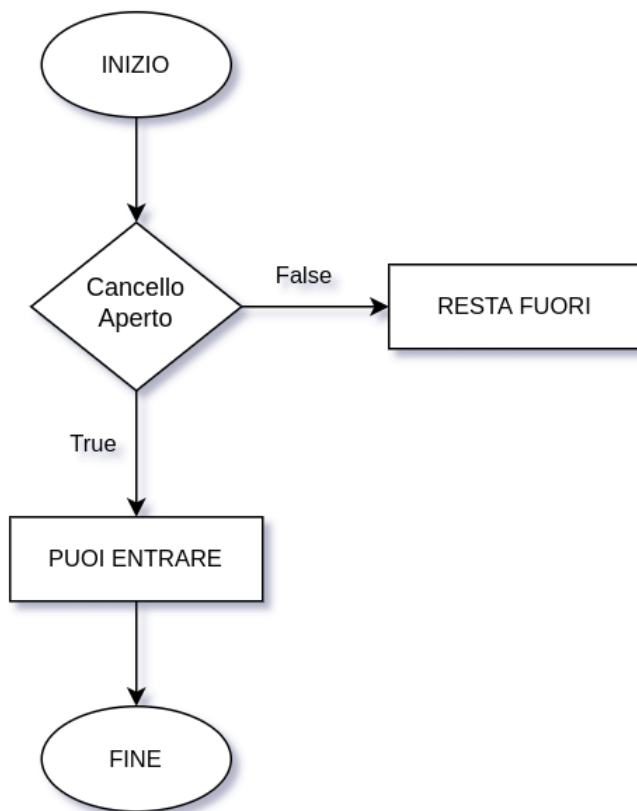 INIZIO
Cancello
Aperto
False
RESTA FUORI
True
PUOI ENTRARE
FINE